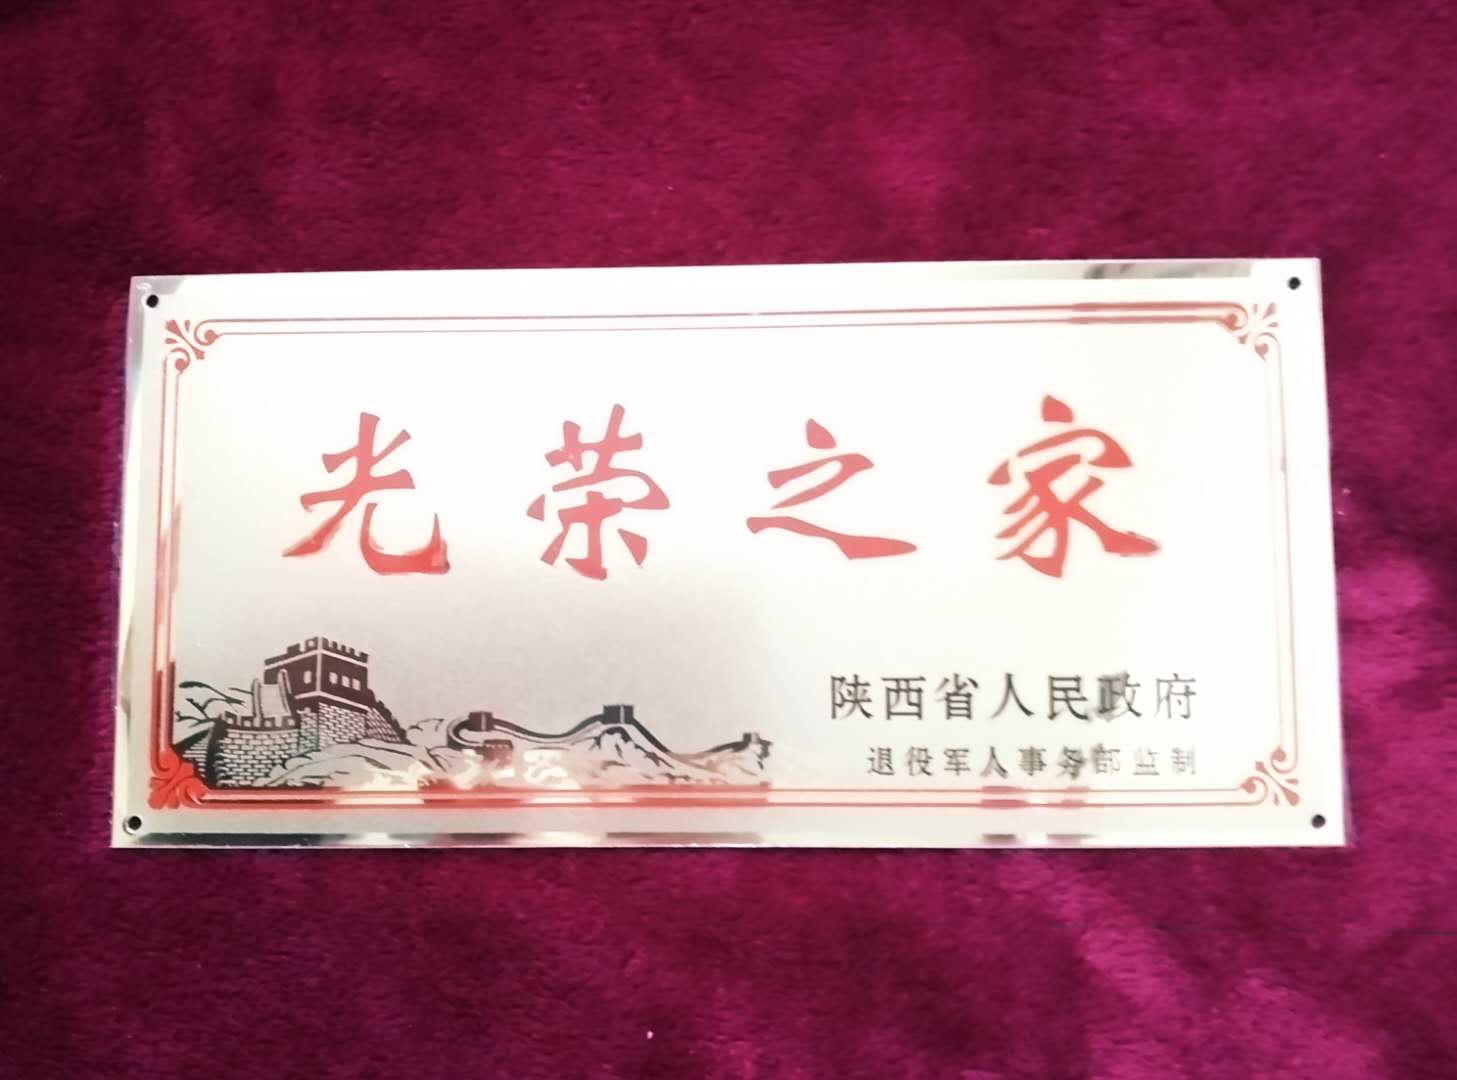 光荣之家
陕西省人民政府
退役军人事务部监制